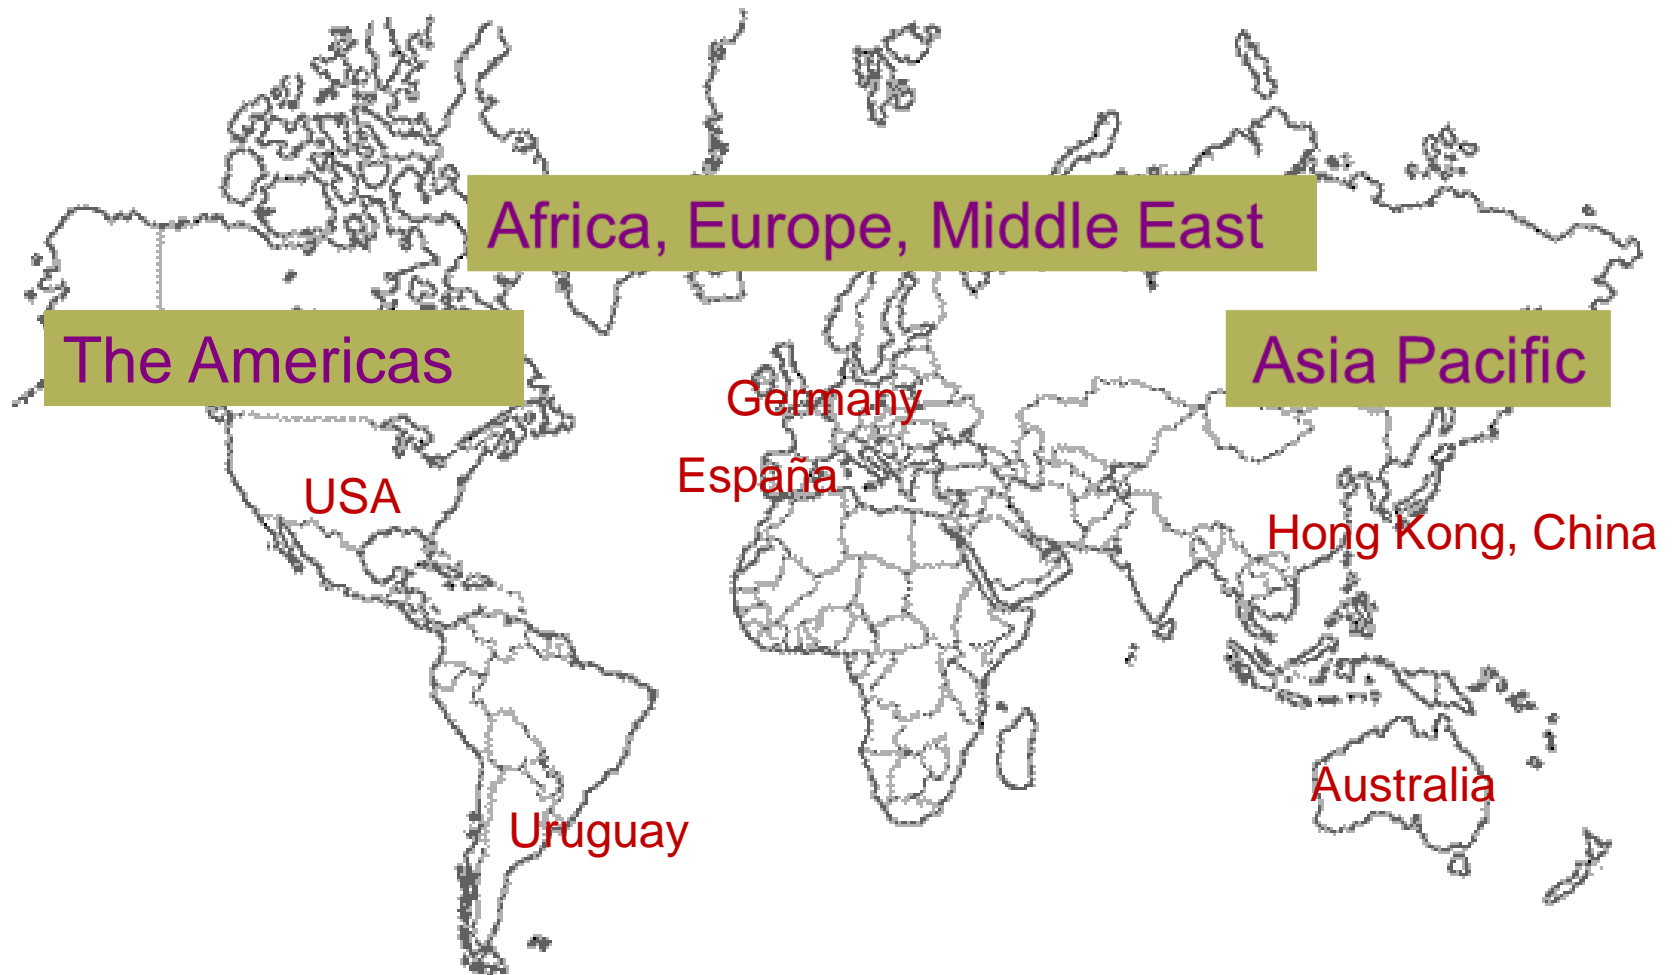 Africa, Europe, Middle East
The Americas
Asia Pacific
Germany
España
USA
Hong Kong, China
Australia
Uruguay